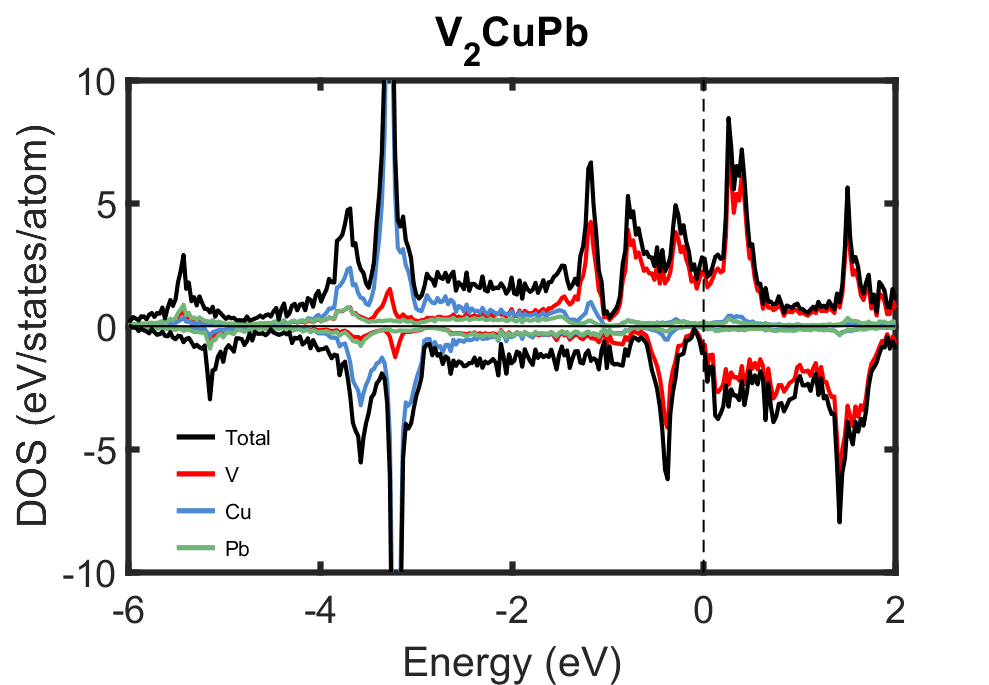 V2CuPb
DOS (eV/states/atom)
10
5
0
-5
-10
Total
V
Cu
Pb
-6 -4 -2 0 2
Energy (eV)